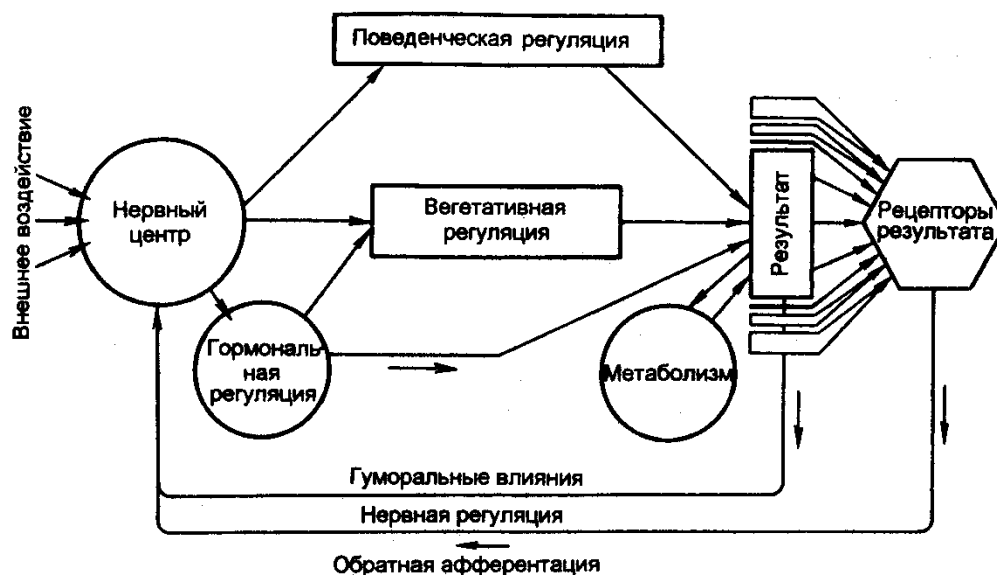 Поведенческая регуляция
Внешнее воздействие
Нервный
центр
Вегетативная
регуляция
Результат
Рецепторы
результата
Гормональ-
ная
регуляция
Метаболизм
Гуморальные влияния
Нервная регуляция
Обратная афферентация